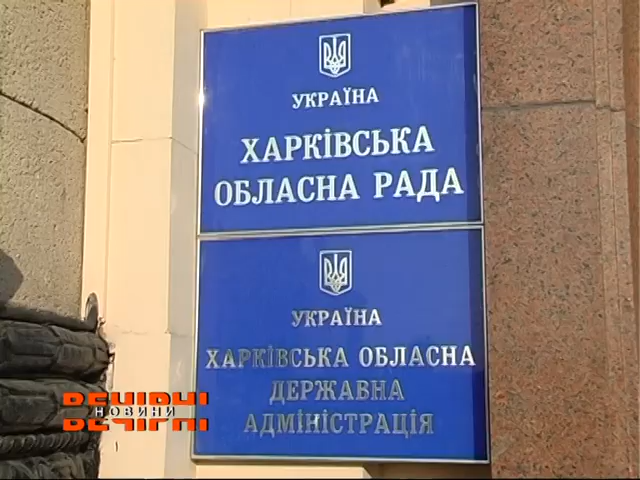 УКРАЇНА
ХАРКІВСЬКА
ОБЛАСНА РАДА
УКРАЇНА
ХАРКІВСЬКА ОБЛАСНА
ДЕРЖАВНА
АДМІНІСТРАЦІЯ
ВЕЧІРНІ
НОВИНИ